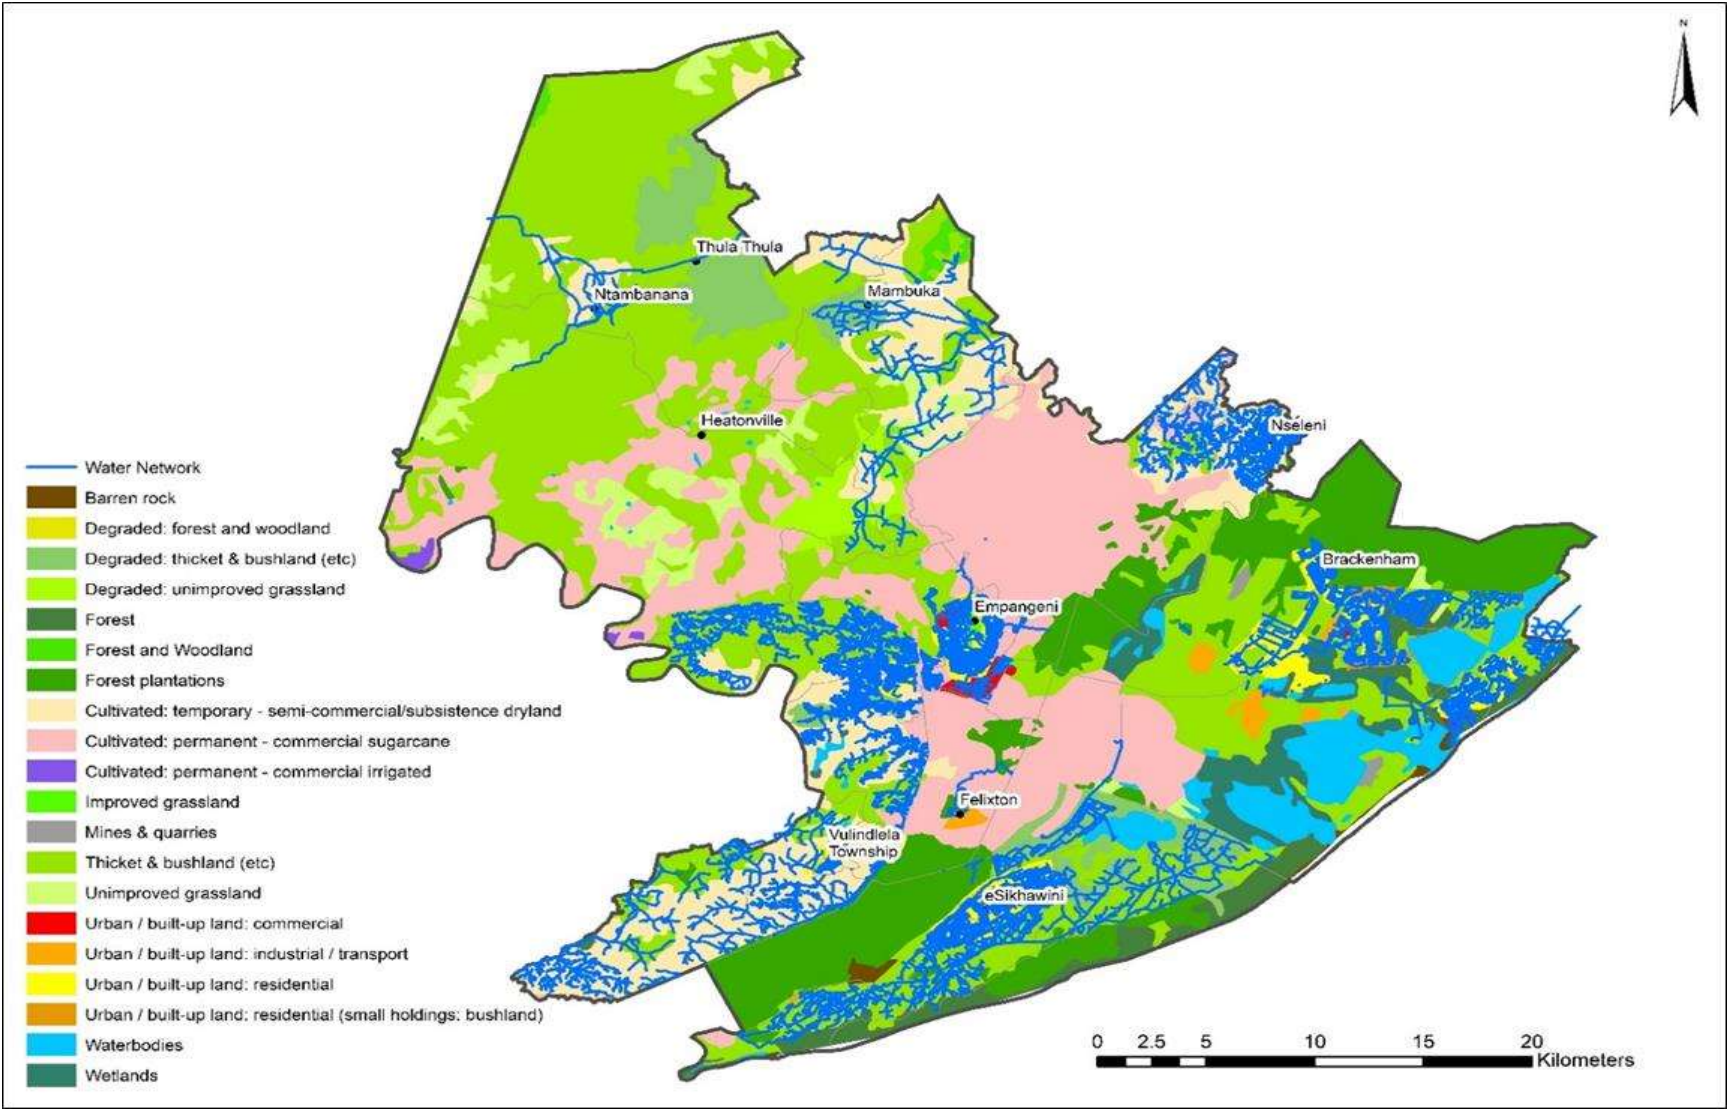 N
Thula Thula
Ntambanana
Mambuka
Heatonville
Nseleni
Brackenham
Empangeni
Felixton
Vulindlela
Township
eSikhawini
Water Network
Barren rock
Degraded: forest and woodland
Degraded: thicket & bushland (etc)
Degraded: unimproved grassland
Forest
Forest and Woodland
Forest plantations
Cultivated: temporary - semi-commercial/subsistence dryland
Cultivated: permanent - commercial sugarcane
Cultivated: permanent - commercial irrigated
Improved grassland
Mines & quarries
Thicket & bushland (etc)
Unimproved grassland
Urban / built-up land: commercial
Urban / built-up land: industrial / transport
Urban / built-up land: residential
Urban / built-up land: residential (small holdings: bushland)
Waterbodies
Wetlands
0 2.5 5 10 15 20
Kilometers